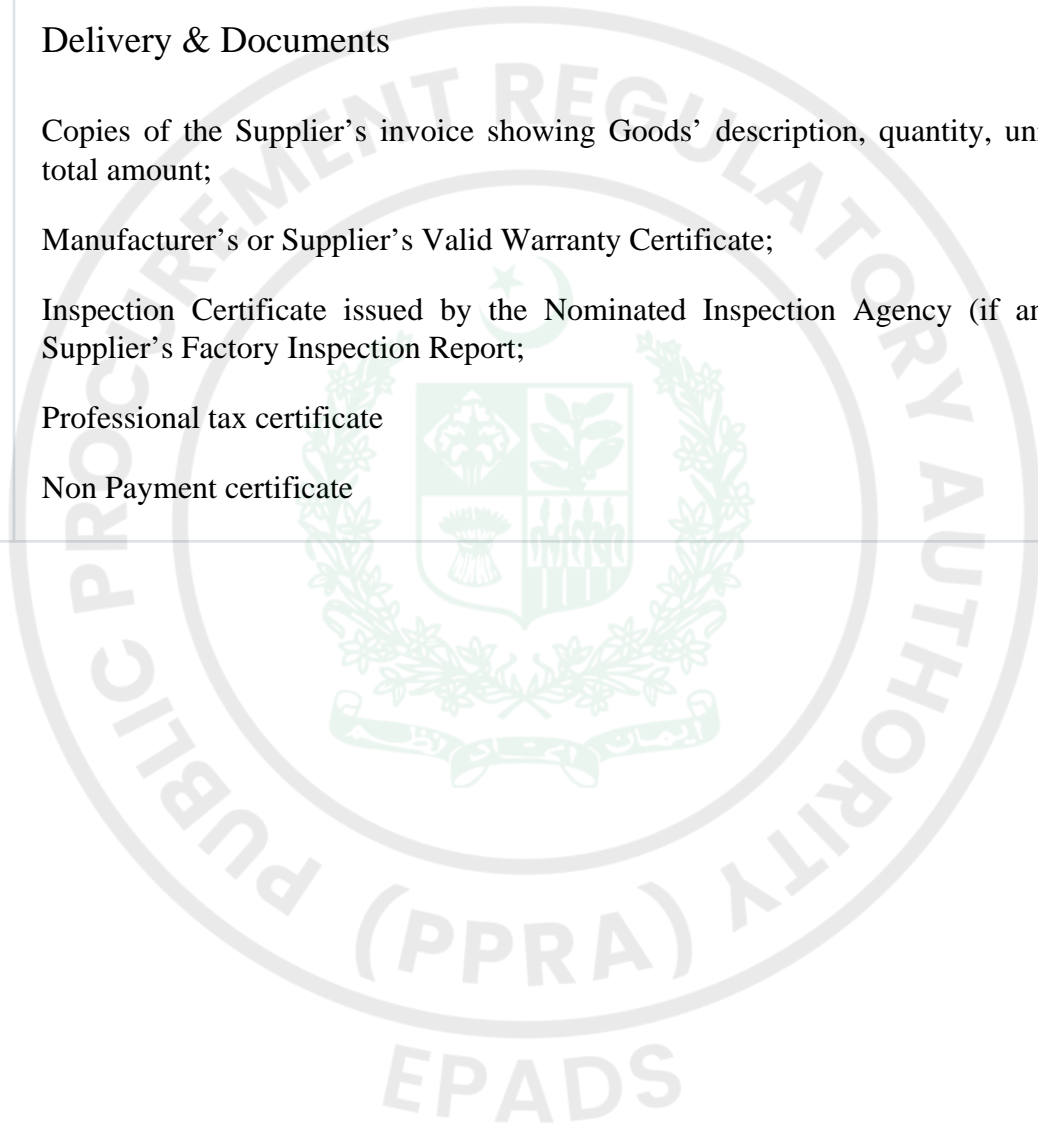 Delivery & Documents
Copies of the Supplier’s invoice showing Goods’ description, quantity,
total amount;
Manufacturer’s or Supplier’s Valid Warranty Certificate;
Inspection Certificate issued by the Nominated Inspection Agency (if
Supplier’s Factory Inspection Report;
Professional tax certificate
Non Payment certificate
PUBLIC PROCUREMENT REGULATORY AUTHORITY
(PPRA)
EPADS